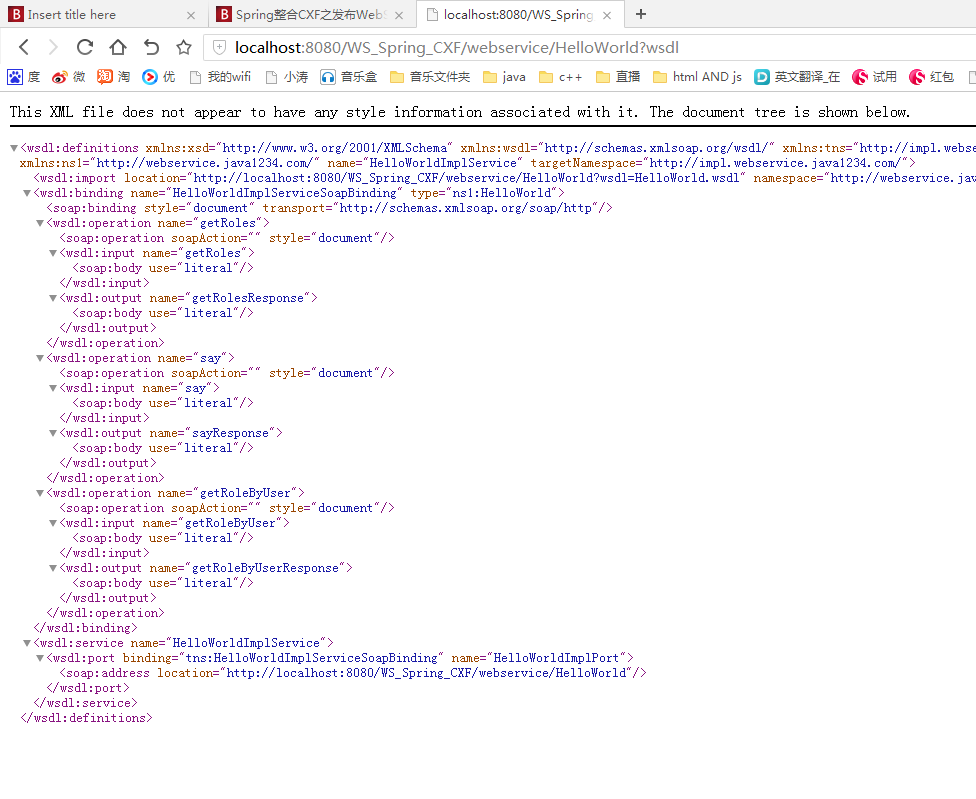 Insert title here
Spring整合CXF之发布WebS
localhost:8080/WS_Spring
localhost:8080/WS_Spring_CXF/webservice/HelloWorld?wsdl
度 微 淘 优 我的wifi 小涛 音乐盒 音乐文件夹 java c++ 直播 html AND js 英文翻译_在 试用 红包
This XML file does not appear to have any style information associated with it. The document tree is shown below.
▼<wsdl:definitions xmlns:xsd="http://www.w3.org/2001/XMLSchema" xmlns:wsdl="http://schemas.xmlsoap.org/wsdl/" xmlns:tns="http://impl.webse
xmlns:ns1="http://webservice.java1234.com/" name="HelloWorldImplService" targetNamespace="http://impl.webservice.java1234.com/">
<wsdl:import location="http://localhost:8080/WS_Spring_CXF/webservice/HelloWorld?wsdl=HelloWorld.wsdl" namespace="http://webservice.jav
▼<wsdl:binding name="HelloWorldImplServiceSoapBinding" type="ns1:HelloWorld">
<soap:binding style="document" transport="http://schemas.xmlsoap.org/soap/http"/>
▼<wsdl:operation name="getRoles">
<soap:operation soapAction="" style="document"/>
▼<wsdl:input name="getRoles">
<soap:body use="literal"/>
</wsdl:input>
▼<wsdl:output name="getRolesResponse">
<soap:body use="literal"/>
</wsdl:output>
</wsdl:operation>
▼<wsdl:operation name="say">
<soap:operation soapAction="" style="document"/>
▼<wsdl:input name="say">
<soap:body use="literal"/>
</wsdl:input>
▼<wsdl:output name="sayResponse">
<soap:body use="literal"/>
</wsdl:output>
</wsdl:operation>
▼<wsdl:operation name="getRoleByUser">
<soap:operation soapAction="" style="document"/>
▼<wsdl:input name="getRoleByUser">
<soap:body use="literal"/>
</wsdl:input>
▼<wsdl:output name="getRoleByUserResponse">
<soap:body use="literal"/>
</wsdl:output>
</wsdl:operation>
</wsdl:binding>
▼<wsdl:service name="HelloWorldImplService">
▼<wsdl:port binding="tns:HelloWorldImplServiceSoapBinding" name="HelloWorldImplPort">
<soap:address location="http://localhost:8080/WS_Spring_CXF/webservice/HelloWorld"/>
</wsdl:port>
</wsdl:service>
</wsdl:definitions>